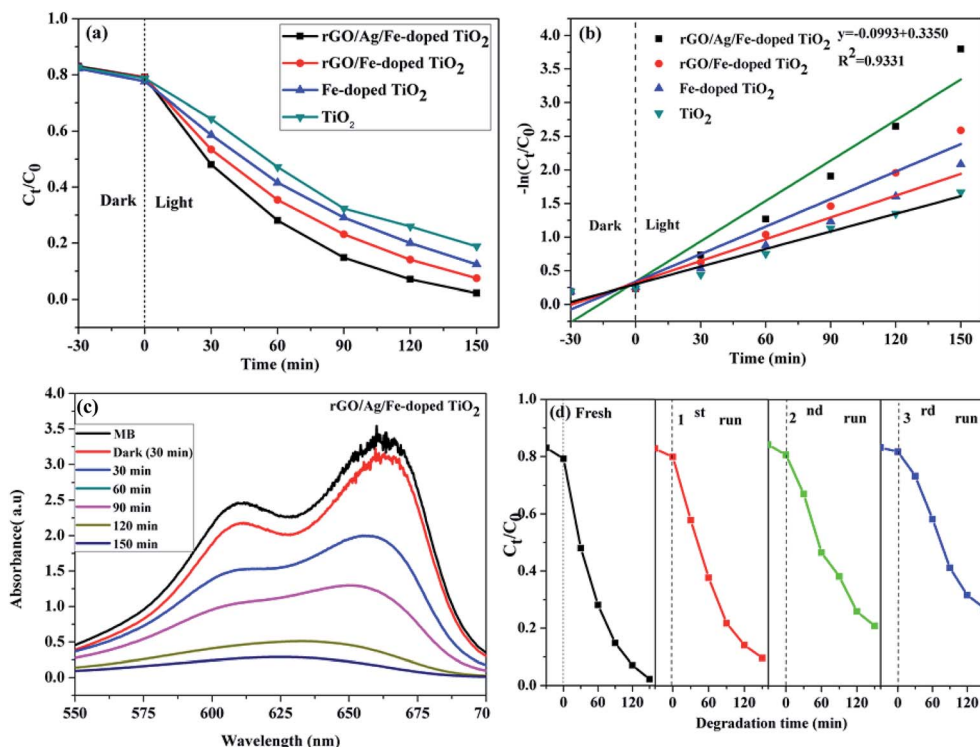 (a)
rGO/Ag/Fe-doped TiO2
rGO/Fe-doped TiO2
Fe-doped TiO2
TiO2
Dark Light
Ct/C0
1.0
0.8
0.6
0.4
0.2
0.0
-30 0 30 60 90 120 150
Time (min)
(b)
rGO/Ag/Fe-doped TiO2 y=-0.0993+0.3350
rGO/Fe-doped TiO2 R2=0.9331
Fe-doped TiO2
TiO2
Dark Light
-ln(Ct/C0)
4.0
3.5
3.0
2.5
2.0
1.5
1.0
0.5
0.0
-30 0 30 60 90 120 150
Time (min)
(c)
rGO/Ag/Fe-doped TiO2
MB
Dark (30 min)
30 min
60 min
90 min
120 min
150 min
Absorbance( a.u)
4.0
3.5
3.0
2.5
2.0
1.5
1.0
0.5
0.0
550 575 600 625 650 675 70
Wavelength (nm)
(d) Fresh
1st run
2nd run
3rd run
Ct/C0
1.0
0.8
0.6
0.4
0.2
0.0
0 60 120 0 60 120 0 60 120 0 60 120
Degradation time (min)